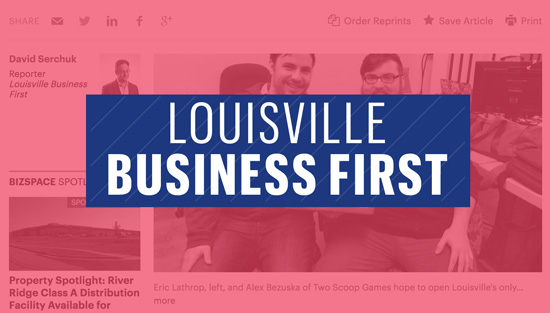 SHARE
Order Reprints
Save Article
Print
David Serchuk
Reporter
Louisville Business
First
LOUISVILLE
BUSINESS FIRST
BIZSPACE SPOTL
SPO
Property Spotlight: River
Ridge Class A Distribution
Facility Available for
Eric Lathrop, left, and Alex Bezuska of Two Scoop Games hope to open Louisville's only...
more